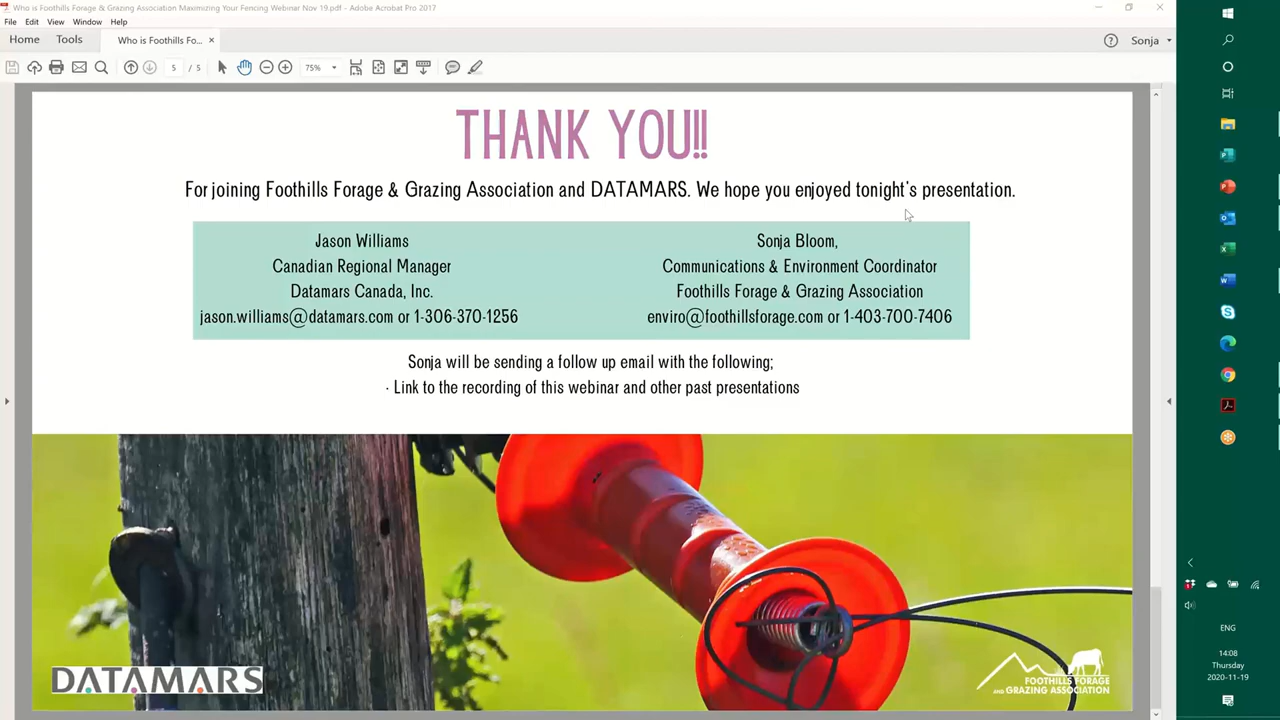 Who is Foothills Forage & Grazing Association Maximizing Your Fencing Webinar Nov 19.pdf - Adobe Acrobat Pro 2017
File Edit View Window Help
Home Tools Who is Foothills Fo... × Sonja
5 / 5 75%
THANK YOU!!
For joining Foothills Forage & Grazing Association and DATAMARS. We hope you enjoyed tonight's presentation.
Jason Williams
Canadian Regional Manager
Datamars Canada, Inc.
jason.williams@datamars.com or 1-306-370-1256
Sonja Bloom,
Communications & Environment Coordinator
Foothills Forage & Grazing Association
enviro@foothillsforage.com or 1-403-700-7406
Sonja will be sending a follow up email with the following;
· Link to the recording of this webinar and other past presentations
DATAMARS
FOOTHILLS FORAGE
AND GRAZING ASSOCIATION
ENG
14:08
Thursday
2020-11-19